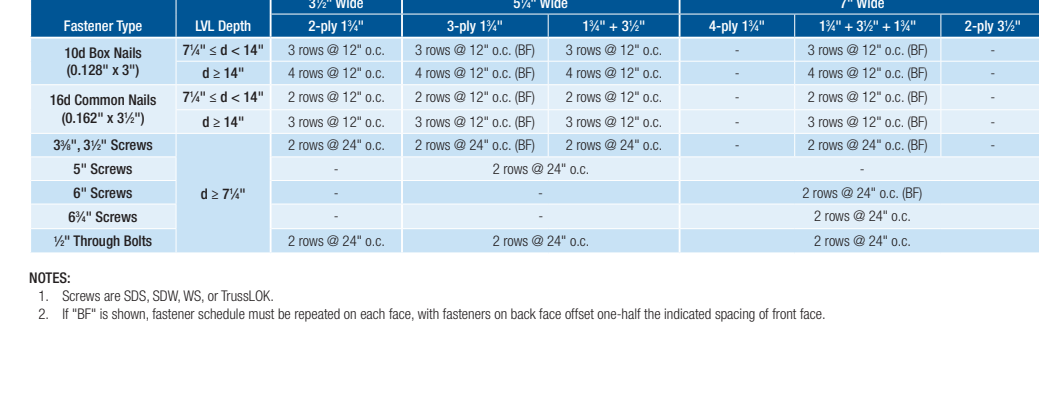 3½" Wide 5¼" Wide 7" Wide
Fastener Type LVL Depth 2-ply 1¾" 3-ply 1¾" 1¾" + 3½" 4-ply 1¾" 1¾" + 3½" + 1¾" 2-ply 3½"
10d Box Nails (0.128" x 3") 7¼" ≤ d < 14" 3 rows @ 12" o.c. 3 rows @ 12" o.c. (BF) 3 rows @ 12" o.c. - 3 rows @ 12" o.c. (BF) -
d ≥ 14" 4 rows @ 12" o.c. 4 rows @ 12" o.c. (BF) 4 rows @ 12" o.c. - 4 rows @ 12" o.c. (BF) -
16d Common Nails (0.162" x 3½") 7¼" ≤ d < 14" 2 rows @ 12" o.c. 2 rows @ 12" o.c. (BF) 2 rows @ 12" o.c. - 2 rows @ 12" o.c. (BF) -
d ≥ 14" 3 rows @ 12" o.c. 3 rows @ 12" o.c. (BF) 3 rows @ 12" o.c. - 3 rows @ 12" o.c. (BF) -
3⅜", 3½" Screws d ≥ 7¼" 2 rows @ 24" o.c. 2 rows @ 24" o.c. (BF) 2 rows @ 24" o.c. - 2 rows @ 24" o.c. (BF) -
5" Screws - 2 rows @ 24" o.c. -
6" Screws - - 2 rows @ 24" o.c. (BF)
6¾" Screws - - 2 rows @ 24" o.c.
½" Through Bolts 2 rows @ 24" o.c. 2 rows @ 24" o.c. 2 rows @ 24" o.c.
NOTES:
1. Screws are SDS, SDW, WS, or TrussLOK.
2. If "BF" is shown, fastener schedule must be repeated on each face, with fasteners on back face offset one-half the indicated spacing of front face.